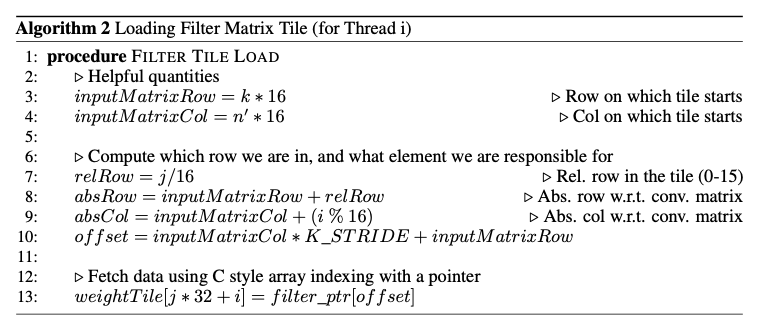 Algorithm 2 Loading Filter Matrix Tile (for Thread i)
1: procedure FILTER TILE LOAD
2: ▷ Helpful quantities
3: inputMatrixRow = k * 16 ▷ Row on which tile starts
4: inputMatrixCol = n′ * 16 ▷ Col on which tile starts
5:
6: ▷ Compute which row we are in, and what element we are responsible for
7: relRow = j/16 ▷ Rel. row in the tile (0-15)
8: absRow = inputMatrixRow + relRow ▷ Abs. row w.r.t. conv. matrix
9: absCol = inputMatrixCol + (i % 16) ▷ Abs. col w.r.t. conv. matrix
10: offset = inputMatrixCol * K_STRIDE + inputMatrixRow
11:
12: ▷ Fetch data using C style array indexing with a pointer
13: weightTile[j * 32 + i] = filter_ptr[offset]